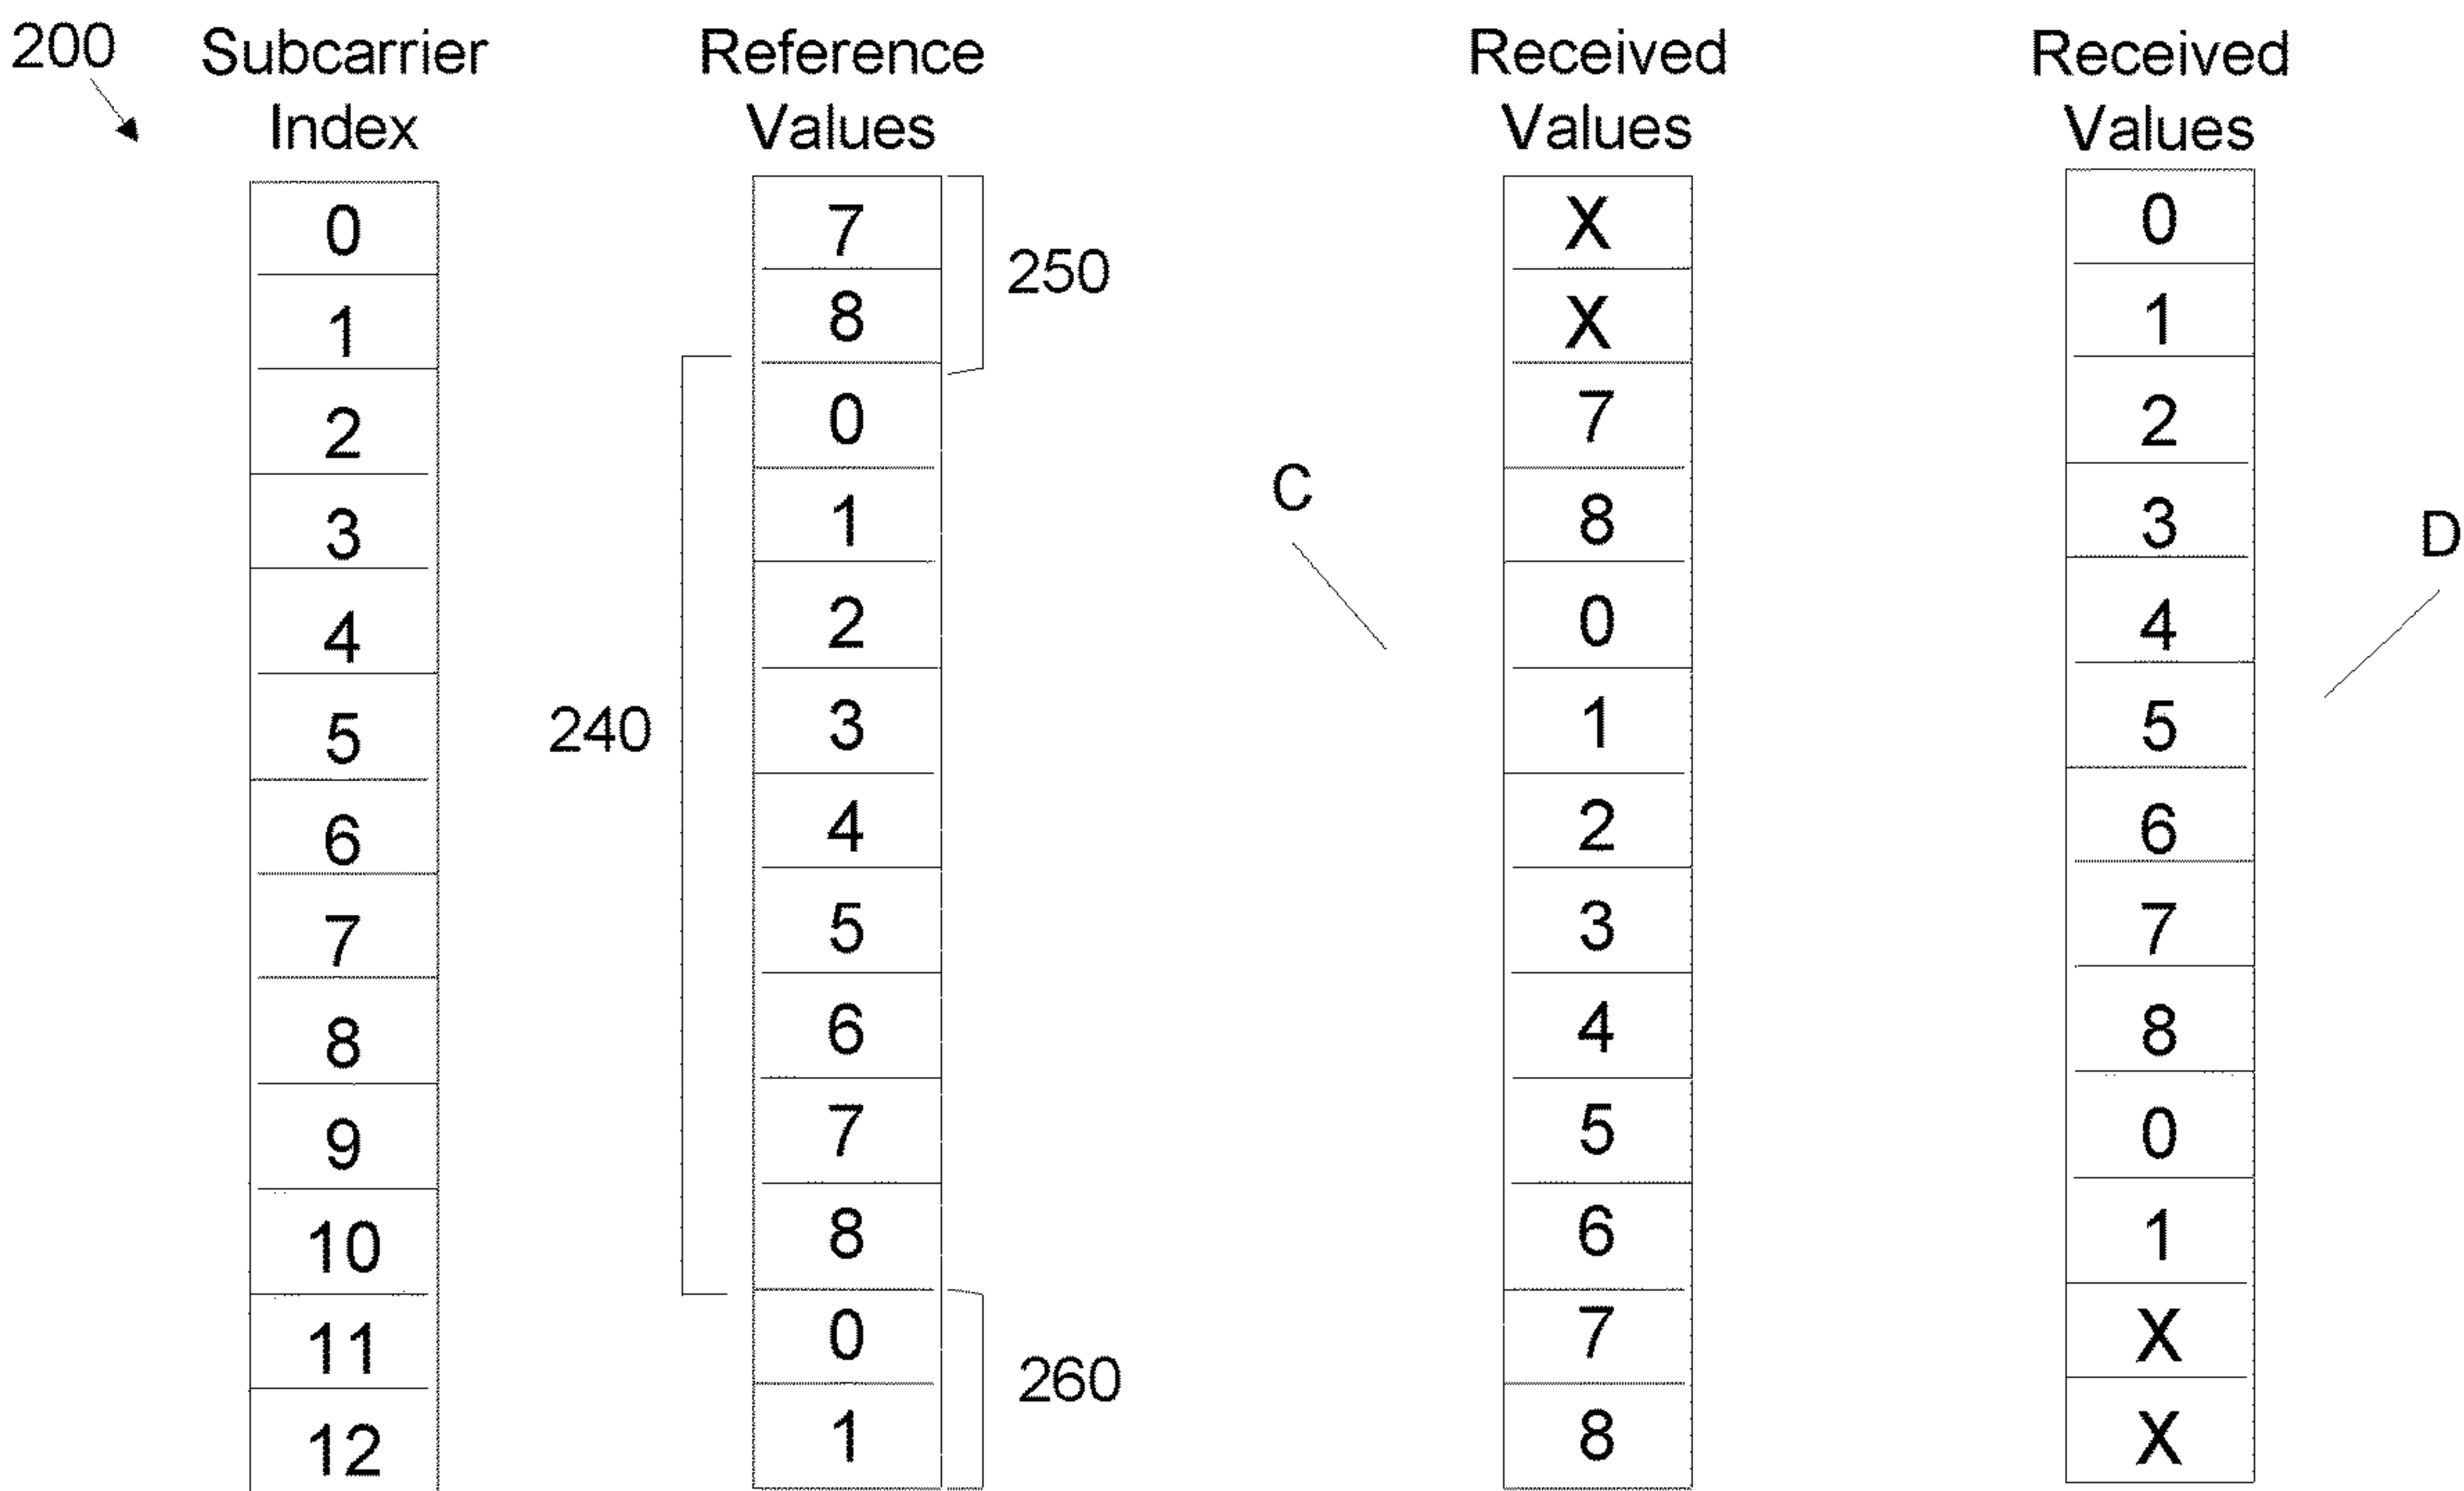 200 Subcarrier Index Reference Values Received Values Received Values
0 7 X 0
1 8 250 X 1
2 0 7 2
3 1 C 8 3 D
4 2 0 4
5 240 3 1 5
6 4 2 6
7 5 3 7
8 6 4 8
9 7 5 0
10 8 6 1
11 0 7 X
12 1 260 8 X